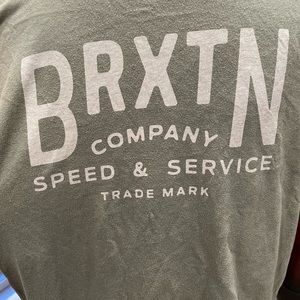 BRXTN
COMPANY
SPEED & SERVICE
TRADE MARK